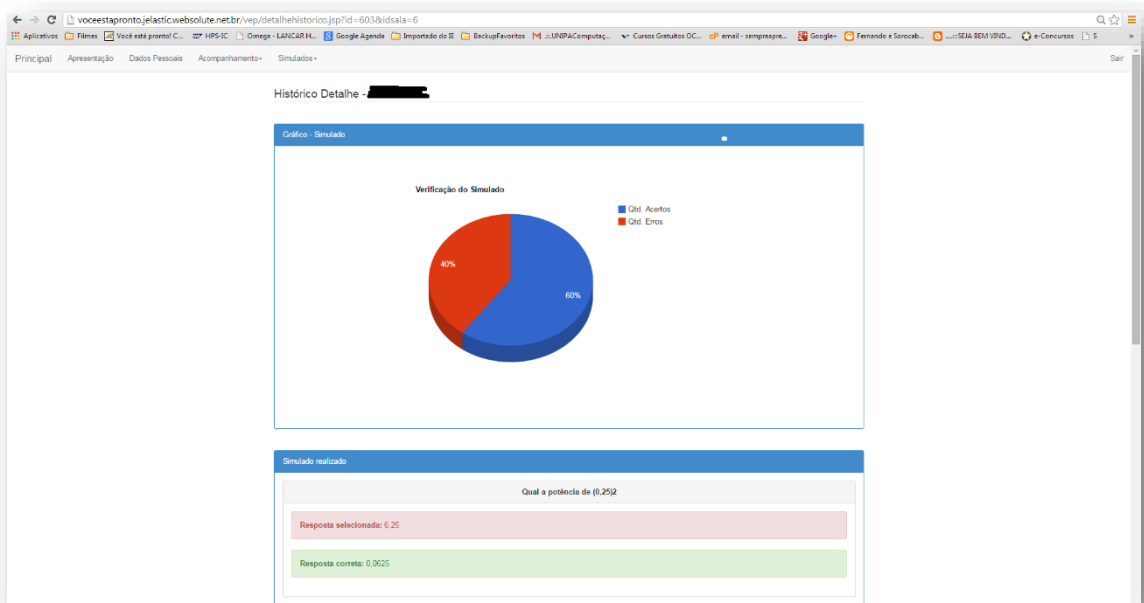 voceestapronto.jelastic.websolute.net.br/vep/detalhehistorico.jsp?id=603&idsala=6
Aplicativos Filmes Você está pronto! C... HPS-IC Omega - LANCAR H... Google Agenda Importado do IE BackupFavoritos .::UNIPAComputaç... Cursos Gratuitos OC... email - sempreapre... Google+ Fernando e Sorocab... ...::SEJA BEM VIND... e-Concursos S »
Principal Apresentação Dados Pessoais Acompanhamento Simulados Sair
Histórico Detalhe -
Gráfico - Simulado
Verificação do Simulado
Qtd. Acertos
Qtd. Erros
40%
60%
Simulado realizado
Qual a potência de (0,25)2
Resposta selecionada: 6,25
Resposta correta: 0,0625